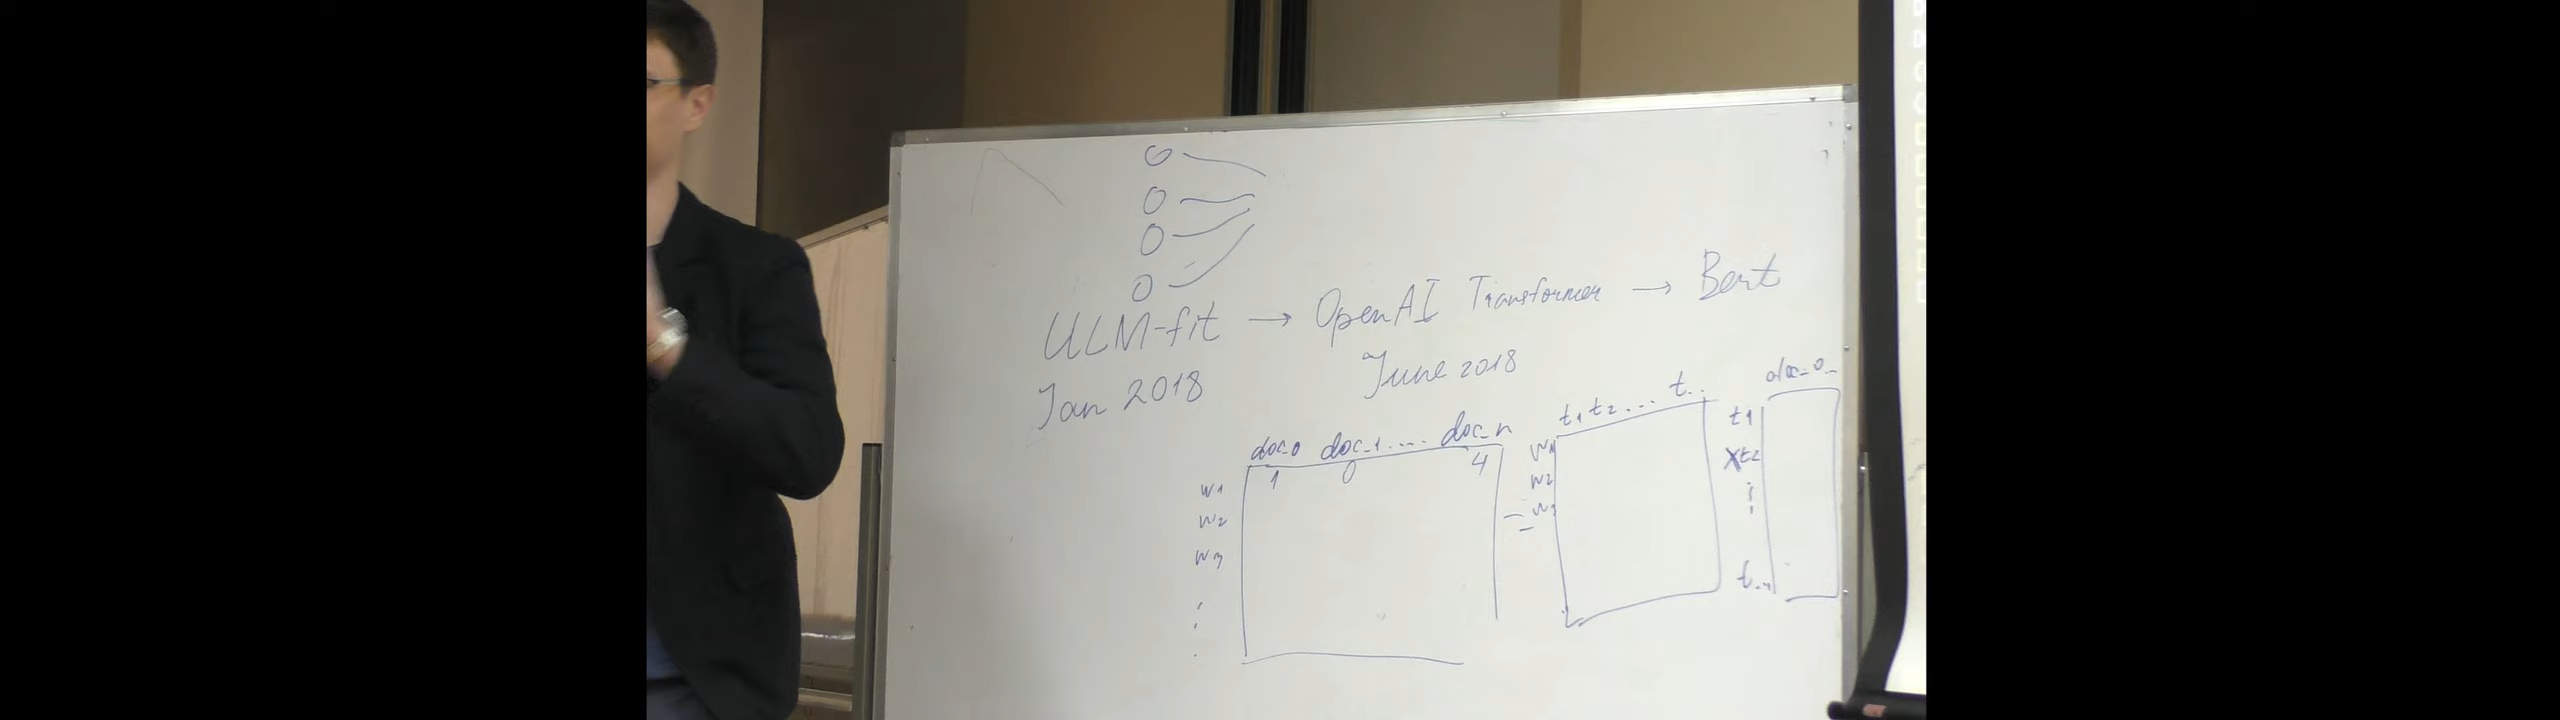 ULM-fit → OpenAI Transformer → Bert
Jan 2018 June 2018
doc_0 doc_1 .... doc_n
1 0 4
w1
w2
w3
=
t1 t2 ... t..
w1
w2
w3
x
t1
t2
t..
doc_0..